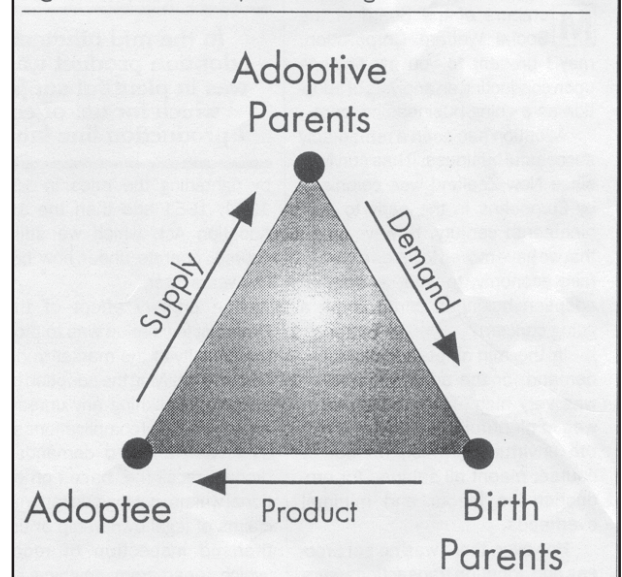 Adoptive
Parents
Supply
Demand
Adoptee
Product
Birth
Parents